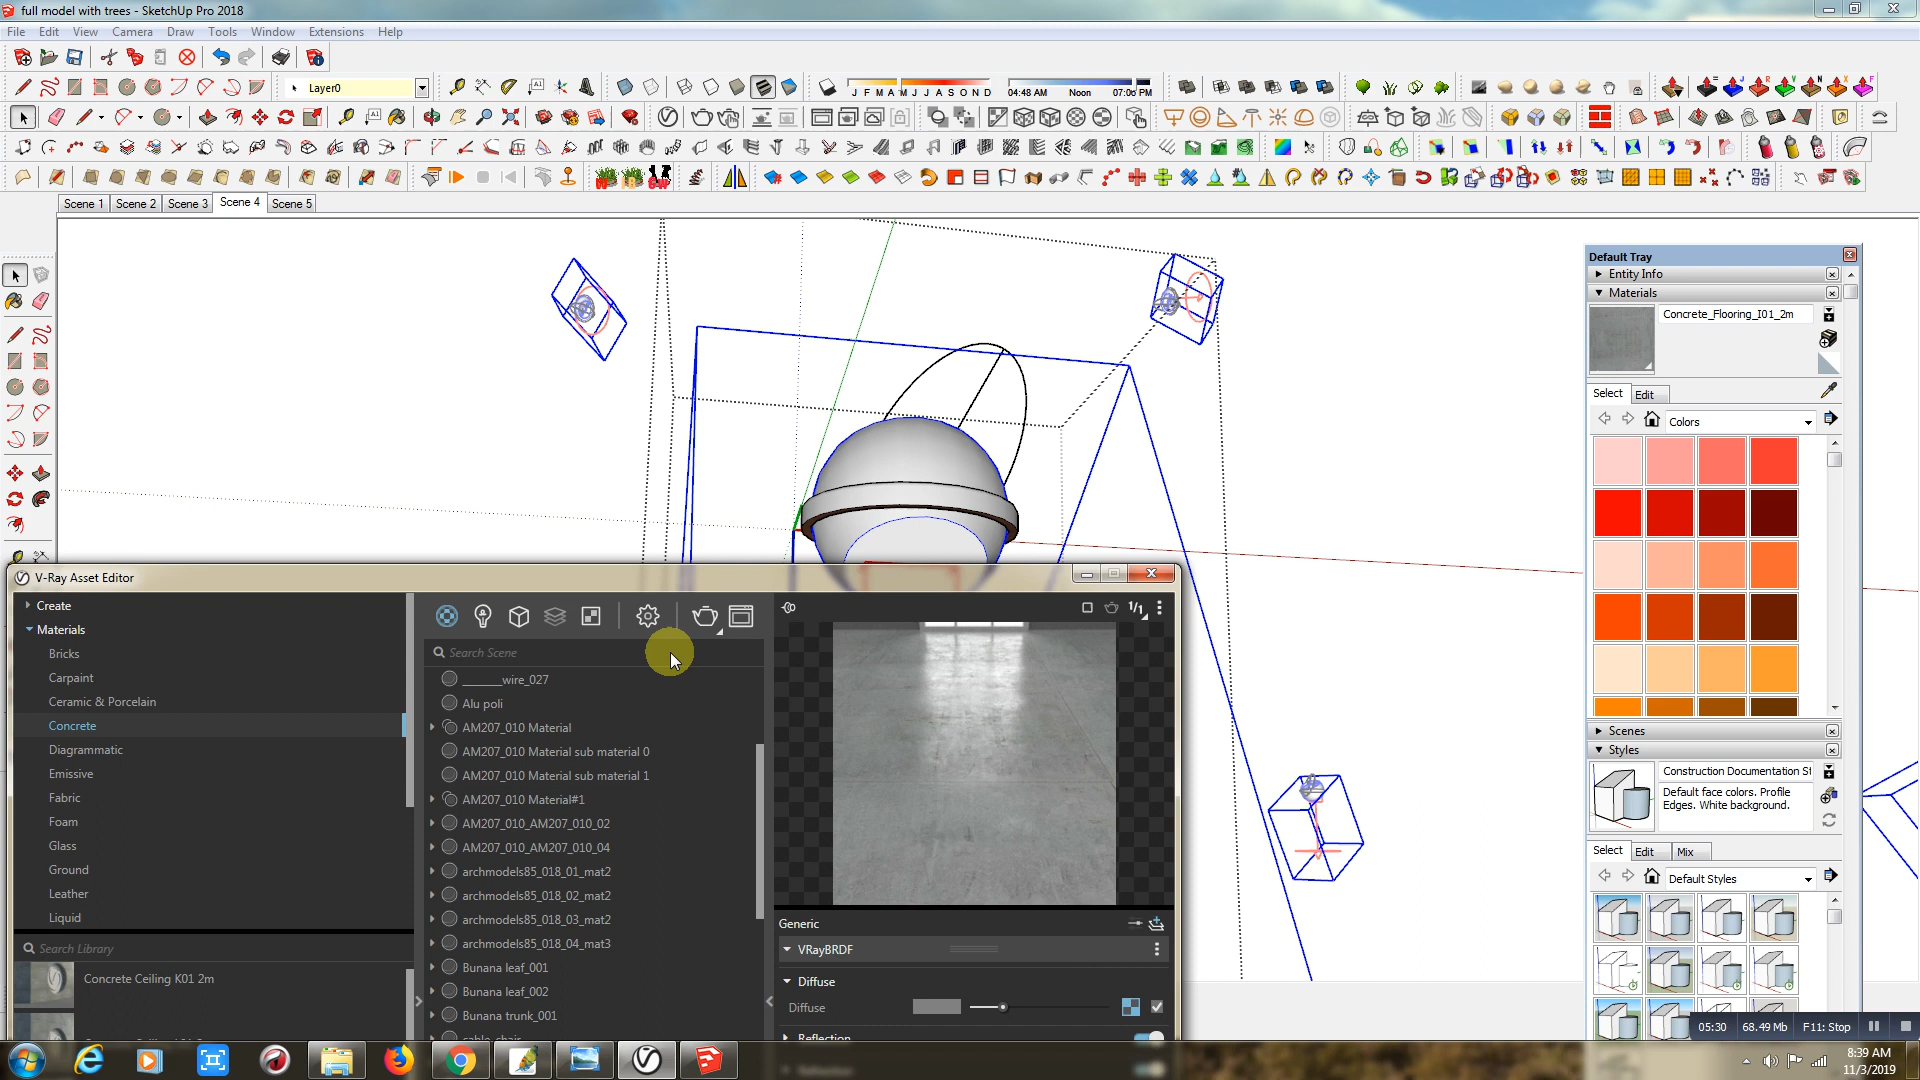 full model with trees - SketchUp Pro 2018
File Edit View Camera Draw Tools Window Extensions Help
Layer0
J F M A M J J A S O N D
04:48 AM Noon 07:06 PM
Scene 1 Scene 2 Scene 3 Scene 4 Scene 5
Default Tray
Entity Info
Materials
Concrete_Flooring_I01_2m
Select Edit
Colors
Scenes
Styles
Construction Documentation St
Default face colors. Profile
Edges. White background.
Select Edit Mix
Default Styles
V-Ray Asset Editor
Create
Materials
Bricks
Carpaint
Ceramic & Porcelain
Concrete
Diagrammatic
Emissive
Fabric
Foam
Glass
Ground
Leather
Liquid
Search Library
Concrete Ceiling K01 2m
Search Scene
______wire_027
Alu poli
AM207_010 Material
AM207_010 Material sub material 0
AM207_010 Material sub material 1
AM207_010 Material#1
AM207_010_AM207_010_02
AM207_010_AM207_010_04
archmodels85_018_01_mat2
archmodels85_018_02_mat2
archmodels85_018_03_mat2
archmodels85_018_04_mat3
Bunana leaf_001
Bunana leaf_002
Bunana trunk_001
1/1
Generic
VRayBRDF
Diffuse
Diffuse
Reflection
05:30 68.49 Mb F11: Stop
8:39 AM
11/3/2019